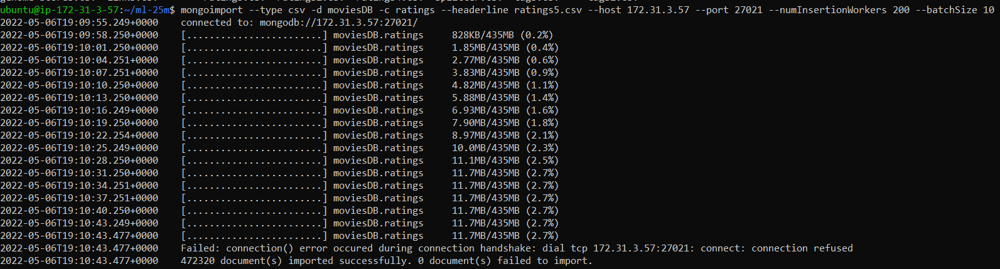 ubuntu@ip-172-31-3-57:~/ml-25m$ mongoimport --type csv -d moviesDB -c ratings --headerline ratings5.csv --host 172.31.3.57 --port 27021 --numInsertionWorkers 200 --batchSize 10
2022-05-06T19:09:55.249+0000 connected to: mongodb://172.31.3.57:27021/
2022-05-06T19:09:58.250+0000 [........................] moviesDB.ratings 828KB/435MB (0.2%)
2022-05-06T19:10:01.250+0000 [........................] moviesDB.ratings 1.85MB/435MB (0.4%)
2022-05-06T19:10:04.251+0000 [........................] moviesDB.ratings 2.77MB/435MB (0.6%)
2022-05-06T19:10:07.251+0000 [........................] moviesDB.ratings 3.83MB/435MB (0.9%)
2022-05-06T19:10:10.250+0000 [........................] moviesDB.ratings 4.82MB/435MB (1.1%)
2022-05-06T19:10:13.250+0000 [........................] moviesDB.ratings 5.88MB/435MB (1.4%)
2022-05-06T19:10:16.249+0000 [........................] moviesDB.ratings 6.93MB/435MB (1.6%)
2022-05-06T19:10:19.250+0000 [........................] moviesDB.ratings 7.90MB/435MB (1.8%)
2022-05-06T19:10:22.254+0000 [........................] moviesDB.ratings 8.97MB/435MB (2.1%)
2022-05-06T19:10:25.249+0000 [........................] moviesDB.ratings 10.0MB/435MB (2.3%)
2022-05-06T19:10:28.250+0000 [........................] moviesDB.ratings 11.1MB/435MB (2.5%)
2022-05-06T19:10:31.250+0000 [........................] moviesDB.ratings 11.7MB/435MB (2.7%)
2022-05-06T19:10:34.251+0000 [........................] moviesDB.ratings 11.7MB/435MB (2.7%)
2022-05-06T19:10:37.251+0000 [........................] moviesDB.ratings 11.7MB/435MB (2.7%)
2022-05-06T19:10:40.250+0000 [........................] moviesDB.ratings 11.7MB/435MB (2.7%)
2022-05-06T19:10:43.249+0000 [........................] moviesDB.ratings 11.7MB/435MB (2.7%)
2022-05-06T19:10:43.477+0000 [........................] moviesDB.ratings 11.7MB/435MB (2.7%)
2022-05-06T19:10:43.477+0000 Failed: connection() error occured during connection handshake: dial tcp 172.31.3.57:27021: connect: connection refused
2022-05-06T19:10:43.477+0000 472320 document(s) imported successfully. 0 document(s) failed to import.